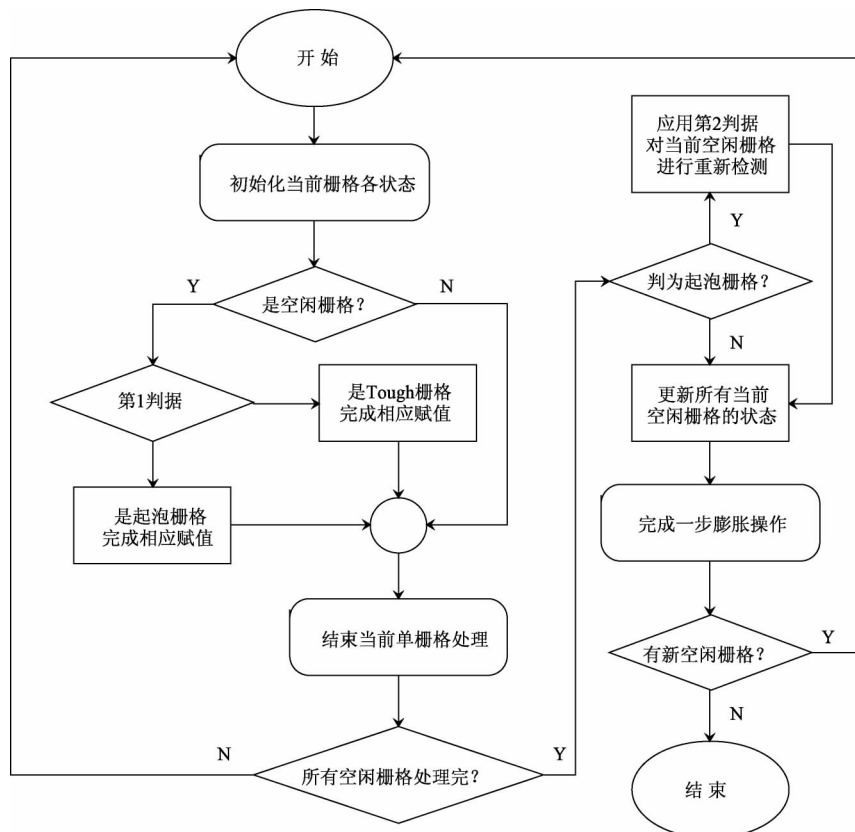 开 始
初始化当前栅格各状态
Y
是空闲栅格？
N
第1判据
是Tough栅格
完成相应赋值
是起泡栅格
完成相应赋值
结束当前单栅格处理
N
所有空闲栅格处理完？
Y
应用第2判据
对当前空闲栅格
进行重新检测
Y
判为起泡栅格？
N
更新所有当前
空闲栅格的状态
完成一步膨胀操作
有新空闲栅格？
Y
N
结 束